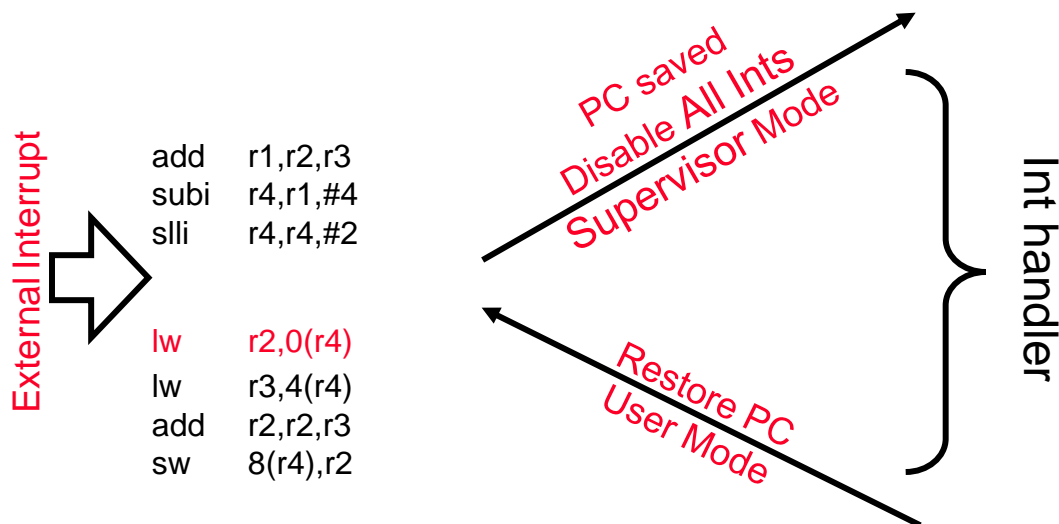 External Interrupt
add r1,r2,r3
subi r4,r1,#4
slli r4,r4,#2
lw r2,0(r4)
lw r3,4(r4)
add r2,r2,r3
sw 8(r4),r2
PC saved
Disable All Ints
Supervisor Mode
Restore PC
User Mode
Int handler